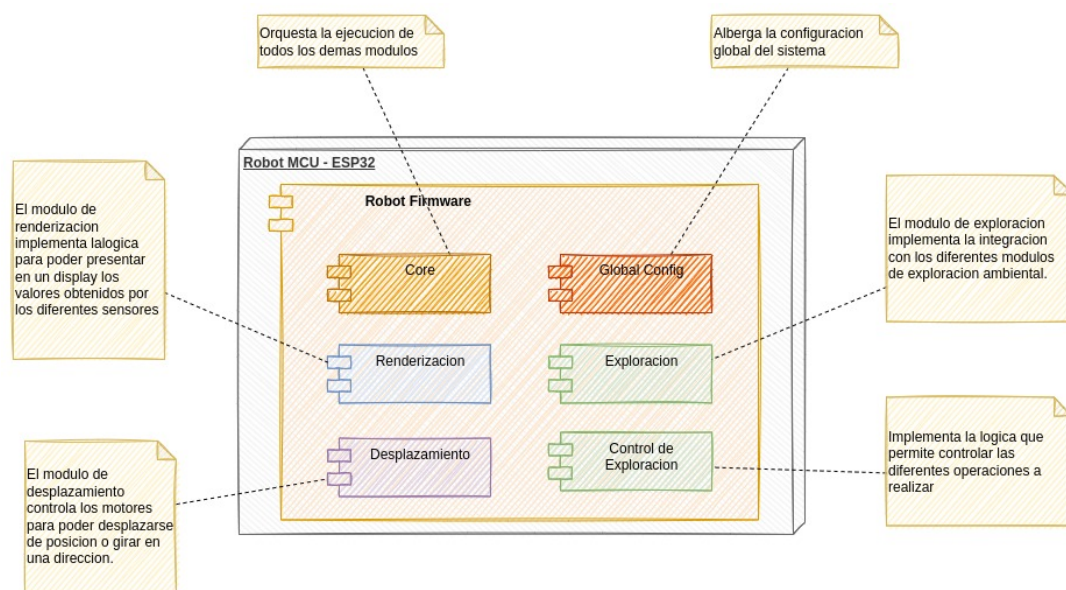 Orquesta la ejecucion de
todos los demas modulos
Alberga la configuracion
global del sistema
Robot MCU - ESP32
Robot Firmware
El modulo de
renderizacion
implementa lalogica
para poder presentar
en un display los
valores obtenidos por
los diferentes sensores
El modulo de exploracion
implementa la integracion
con los diferentes modulos
de exploracion ambiental.
Core
Global Config
Renderizacion
Exploracion
Desplazamiento
Control de
Exploracion
Implementa la logica que
permite controlar las
diferentes operaciones a
realizar
El modulo de
desplazamiento
controla los motores
para poder desplazarse
de posicion o girar en
una direccion.